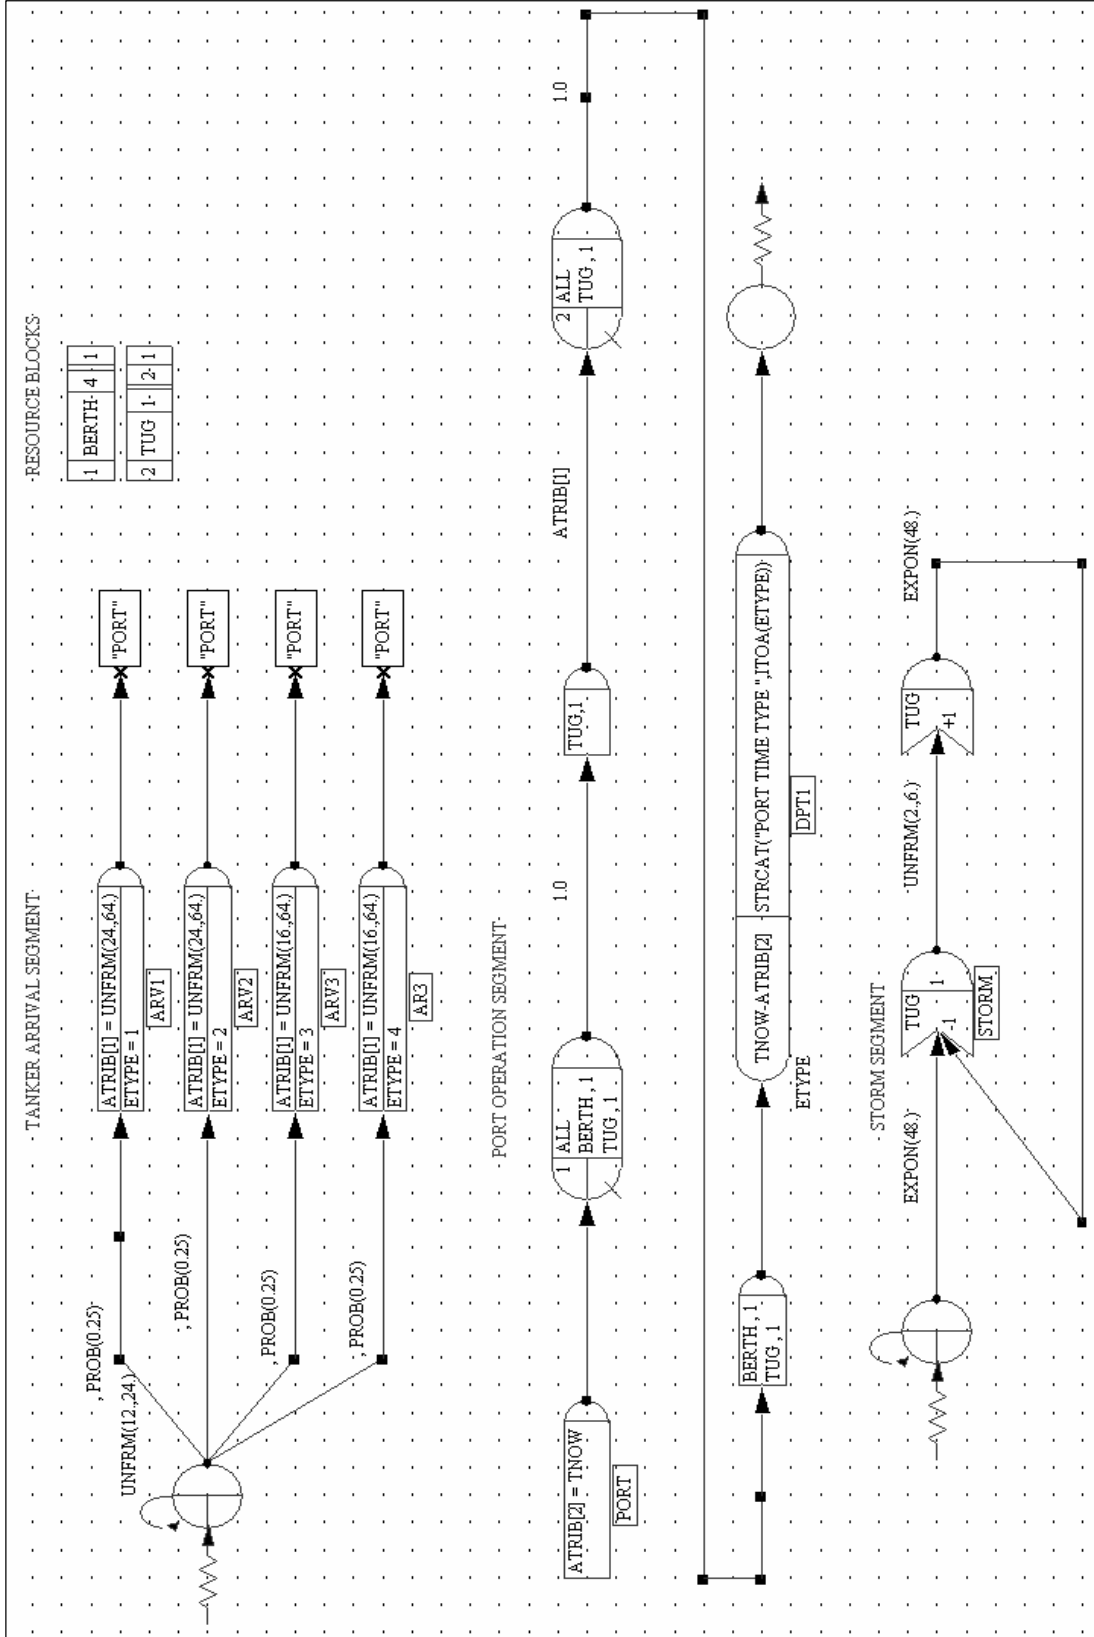 RESOURCE BLOCKS
1 BERTH 4 1
2 TUG 1 2 1
TANKER ARRIVAL SEGMENT
UNFRM(12.,24.)
, PROB(0.25)
ATRIB[1] = UNFRM(24.,64.)
ETYPE = 1
ARV1
"PORT"
, PROB(0.25)
ATRIB[1] = UNFRM(24.,64.)
ETYPE = 2
ARV2
"PORT"
, PROB(0.25)
ATRIB[1] = UNFRM(16.,64.)
ETYPE = 3
ARV3
"PORT"
, PROB(0.25)
ATRIB[1] = UNFRM(16.,64.)
ETYPE = 4
AR3
"PORT"
PORT OPERATION SEGMENT
ATRIB[2] = TNOW
PORT
1 ALL
BERTH , 1
TUG , 1
1.0
TUG,1
ATRIB[1]
2 ALL
TUG , 1
1.0
BERTH , 1
TUG , 1
TNOW-ATRIB[2] STRCAT("PORT TIME TYPE ",ITOA(ETYPE))
ETYPE
DPT1
STORM SEGMENT
EXPON(48.)
TUG
-1 1
STORM
UNFRM(2.,6.)
TUG
+1
EXPON(48.)